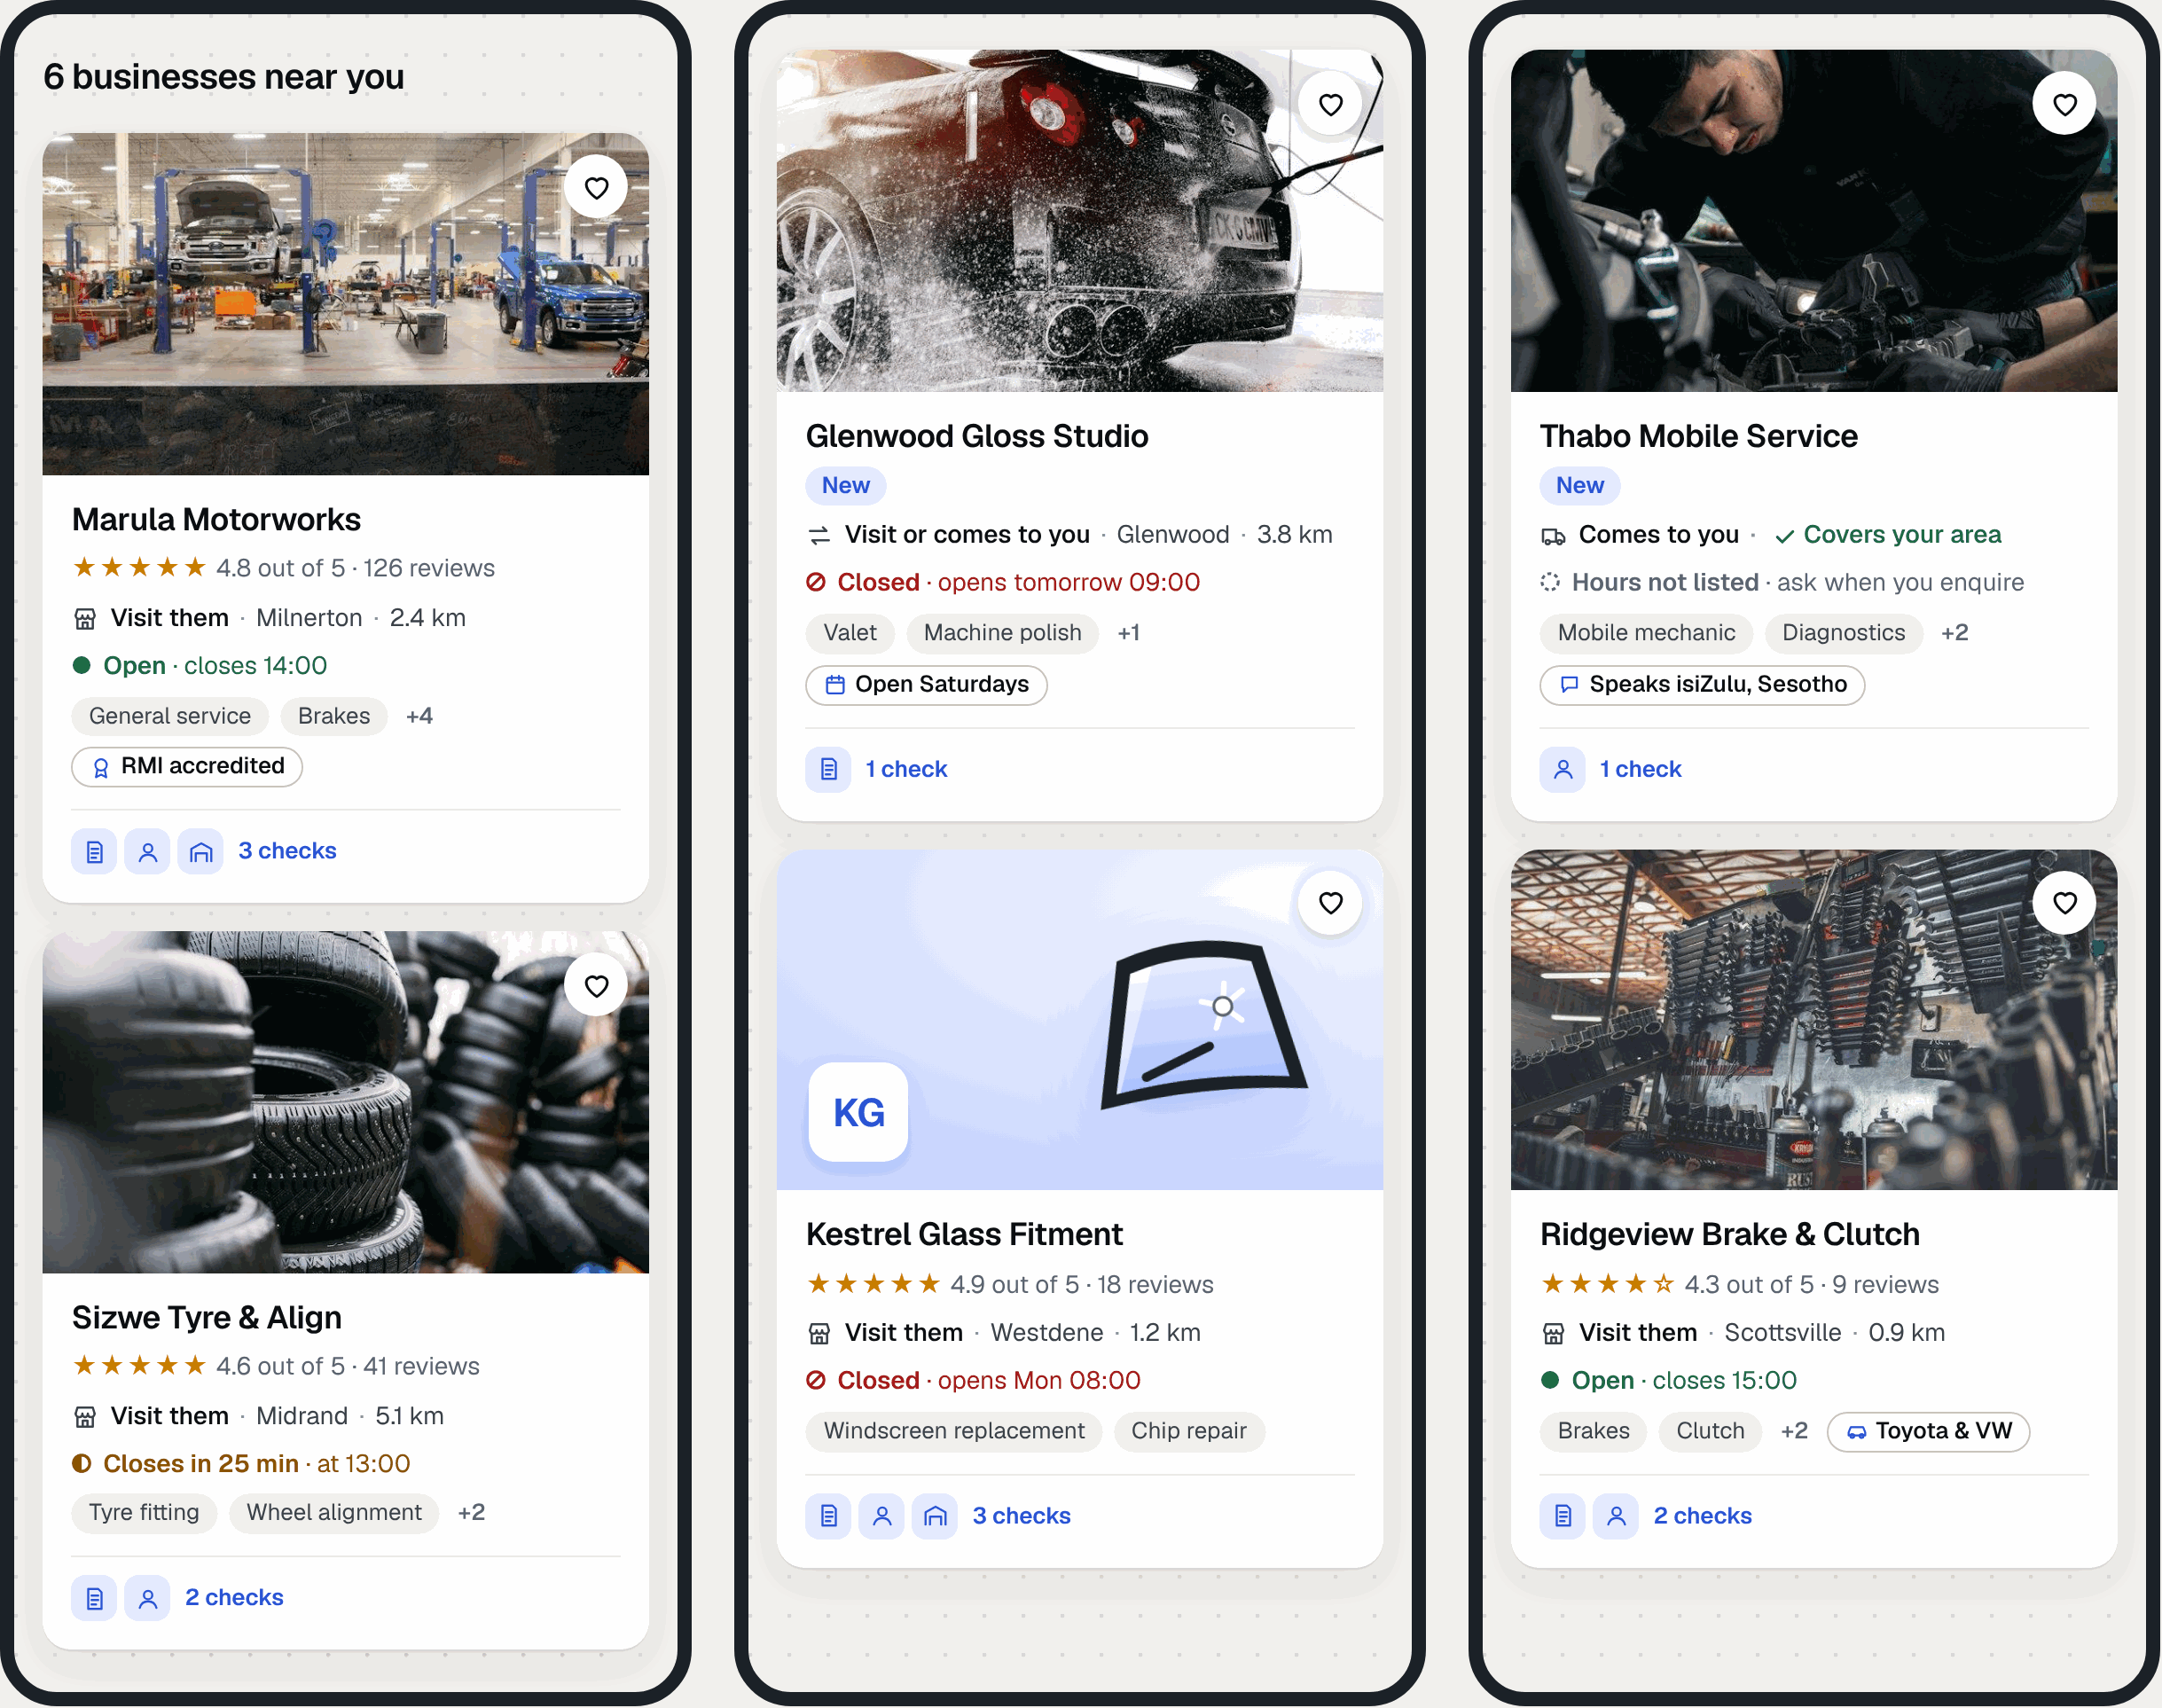 6 businesses near you
Marula Motorworks
4.8 out of 5 · 126 reviews
Visit them · Milnerton · 2.4 km
Open · closes 14:00
General service Brakes +4
RMI accredited
3 checks
Sizwe Tyre & Align
4.6 out of 5 · 41 reviews
Visit them · Midrand · 5.1 km
Closes in 25 min · at 13:00
Tyre fitting Wheel alignment +2
2 checks
Glenwood Gloss Studio
New
Visit or comes to you · Glenwood · 3.8 km
Closed · opens tomorrow 09:00
Valet Machine polish +1
Open Saturdays
1 check
KG
Kestrel Glass Fitment
4.9 out of 5 · 18 reviews
Visit them · Westdene · 1.2 km
Closed · opens Mon 08:00
Windscreen replacement Chip repair
3 checks
Thabo Mobile Service
New
Comes to you · Covers your area
Hours not listed · ask when you enquire
Mobile mechanic Diagnostics +2
Speaks isiZulu, Sesotho
1 check
Ridgeview Brake & Clutch
4.3 out of 5 · 9 reviews
Visit them · Scottsville · 0.9 km
Open · closes 15:00
Brakes Clutch +2 Toyota & VW
2 checks